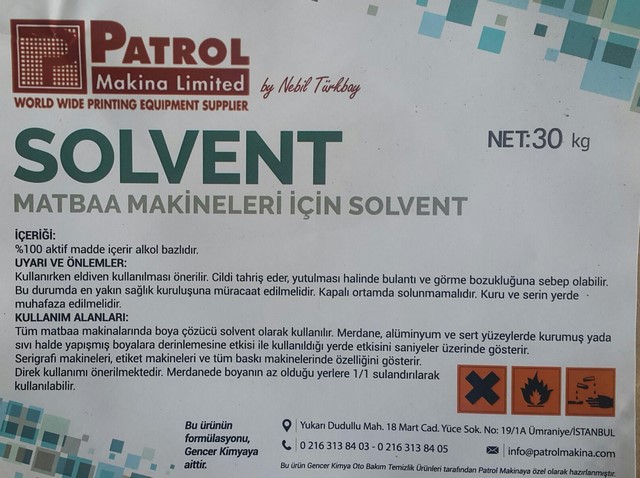 PATROL
Makina Limited
by Nebil Türkbay
WORLD WIDE PRINTING EQUIPMENT SUPPLIER
SOLVENT
NET:30 kg
MATBAA MAKİNELERİ İÇİN SOLVENT
İÇERİĞİ:
%100 aktif madde içerir alkol bazlıdır.
UYARI VE ÖNLEMLER:
Kullanırken eldiven kullanılması önerilir. Cildi tahriş eder, yutulması halinde bulantı ve görme bozukluğuna sebep olabilir.
Bu durumda en yakın sağlık kuruluşuna müracaat edilmelidir. Kapalı ortamda solunmamalıdır. Kuru ve serin yerde
muhafaza edilmelidir.
KULLANIM ALANLARI:
Tüm matbaa makinalarında boya çözücü solvent olarak kullanılır. Merdane, alüminyum ve sert yüzeylerde kurumuş yada
sıvı halde yapışmış boyalara derinlemesine etkisi ile kullanıldığı yerde etkisini saniyeler üzerinde gösterir.
Serigrafi makineleri, etiket makineleri ve tüm baskı makinelerinde özelliğini gösterir.
Direk kullanımı önerilmektedir. Merdanede boyanın az olduğu yerlere 1/1 sulandırılarak
kullanılabilir.
Bu ürünün
formülasyonu,
Gencer Kimyaya
aittir.
Yukarı Dudullu Mah. 18 Mart Cad. Yüce Sok. No: 19/1A Ümraniye/İSTANBUL
0 216 313 84 03 - 0 216 313 84 05
info@patrolmakina.com
Bu ürün Gencer Kimya Oto Bakım Temizlik Ürünleri tarafından Patrol Makinaya özel olarak hazırlanmıştır.